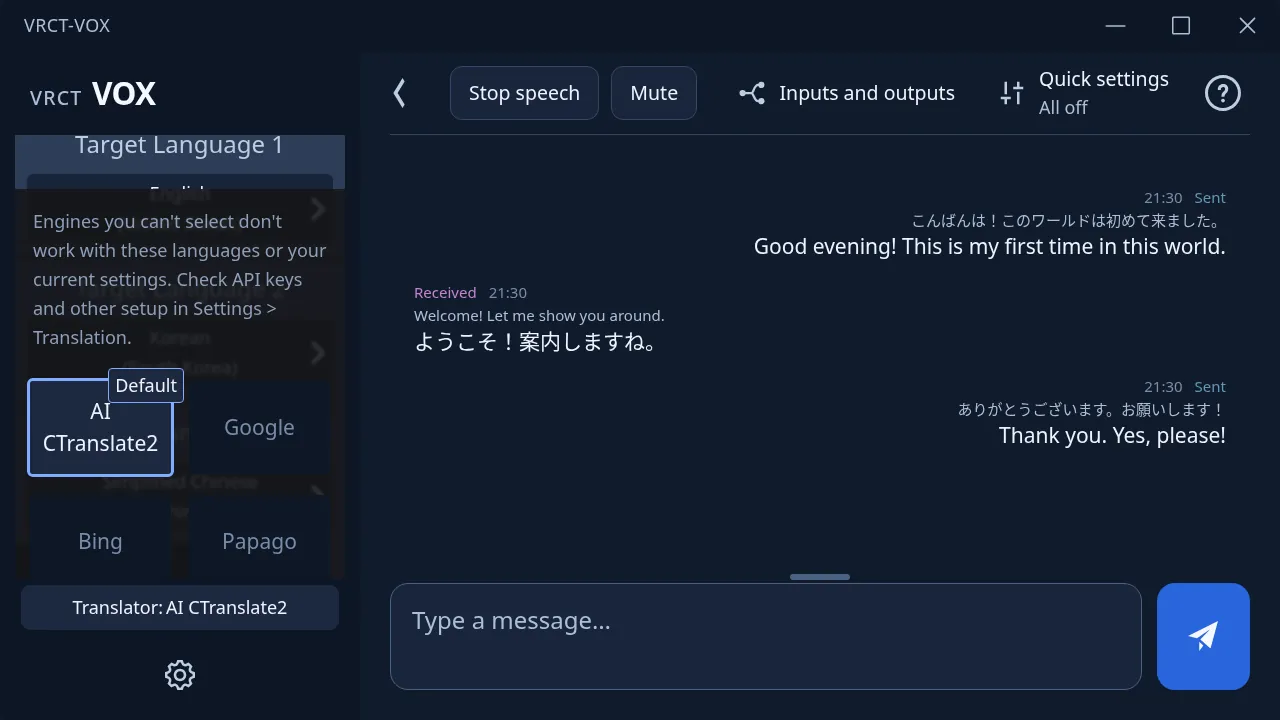 VRCT-VOX
VRCT VOX
Target Language 1
English
Engines you can't select don't
work with these languages or your
current settings. Check API keys
and other setup in Settings >
Translation.
Korean
Default
AI
CTranslate2
Google
Simplified Chinese
Bing
Papago
Translator: AI CTranslate2
Stop speech
Mute
Inputs and outputs
Quick settings
All off
?
21:30 Sent
こんばんは！このワールドは初めて来ました。
Good evening! This is my first time in this world.
Received 21:30
Welcome! Let me show you around.
ようこそ！案内しますね。
21:30 Sent
ありがとうございます。お願いします！
Thank you. Yes, please!
Type a message...